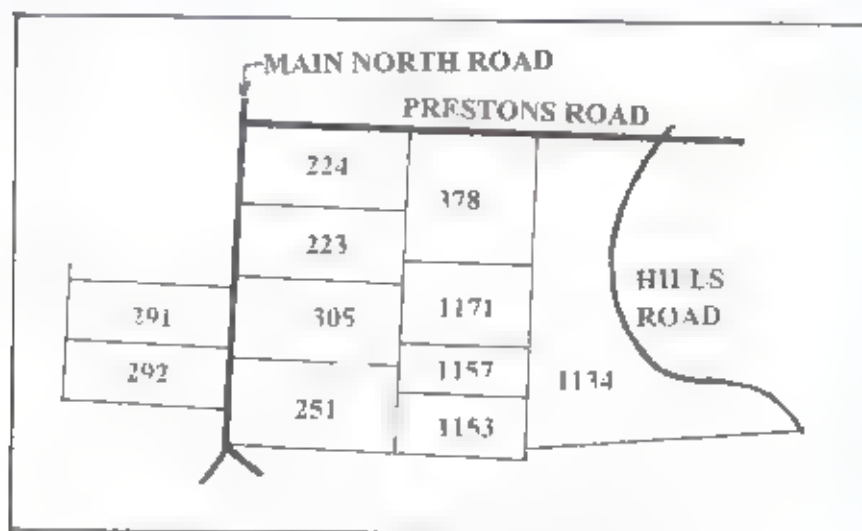 MAIN NORTH ROAD
PRESTONS ROAD
224
378
223
HILLS
ROAD
291
305
1171
292
1157
1134
251
1153